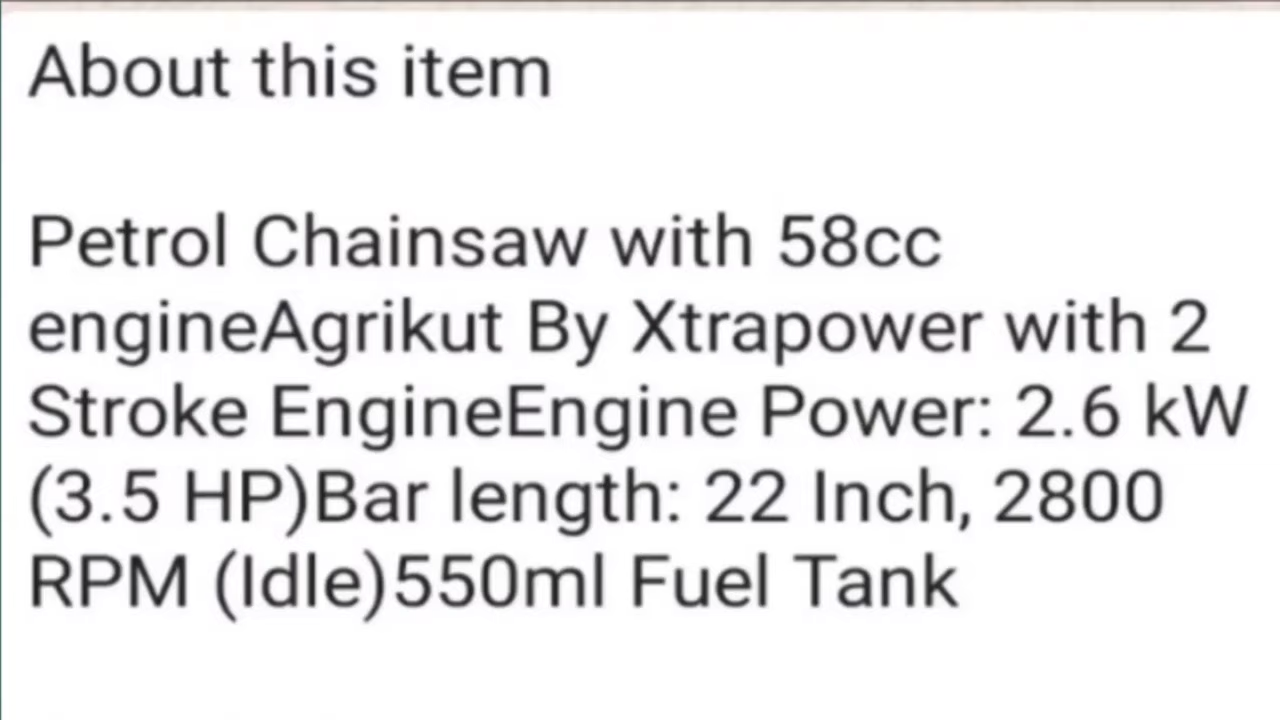 About this item
Petrol Chainsaw with 58cc
engineAgrikut By Xtrapower with 2
Stroke EngineEngine Power: 2.6 kW
(3.5 HP)Bar length: 22 Inch, 2800
RPM (Idle)550ml Fuel Tank